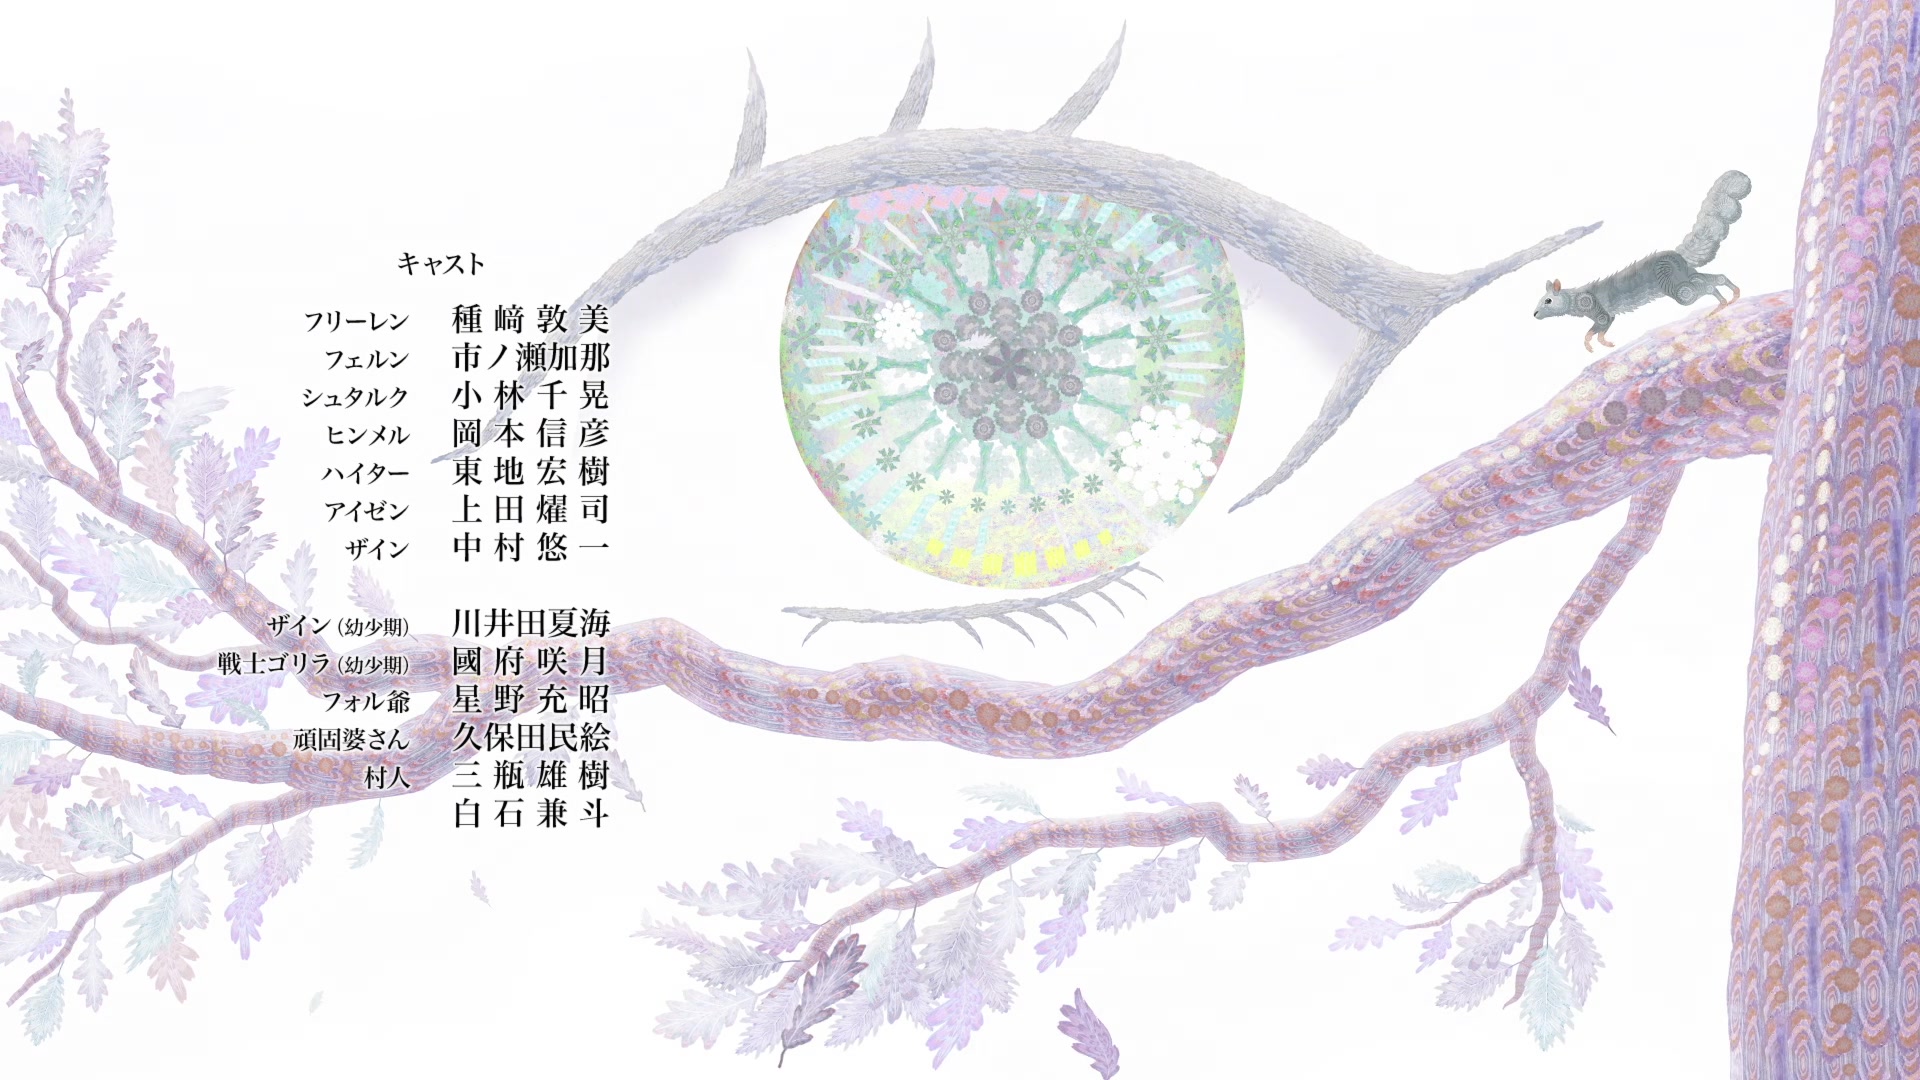 キャスト
フリーレン 種﨑敦美
フェルン 市ノ瀬加那
シュタルク 小林千晃
ヒンメル 岡本信彦
ハイター 東地宏樹
アイゼン 上田燿司
ザイン 中村悠一
ザイン(幼少期) 川井田夏海
戦士ゴリラ(幼少期) 國府咲月
フォル爺 星野充昭
頑固婆さん 久保田民絵
村人 三瓶雄樹
白石兼斗